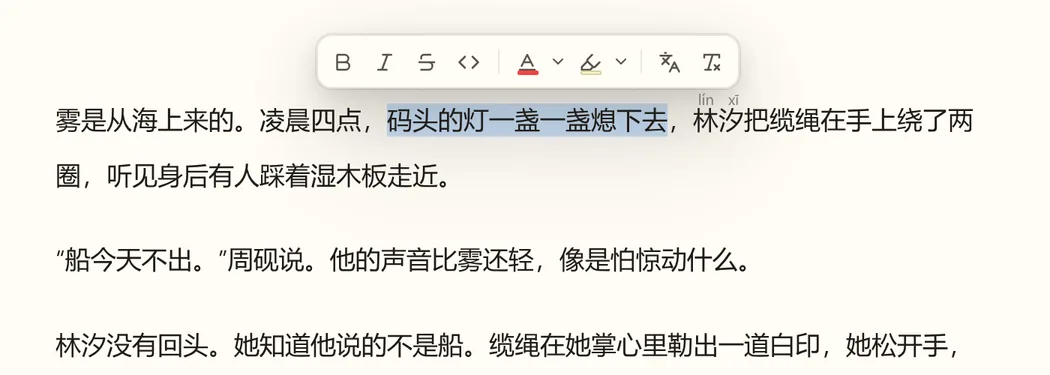 B I S <> A A
lín xī
雾是从海上来的。凌晨四点，码头的灯一盏一盏熄下去，林汐把缆绳在手上绕了两
圈，听见身后有人踩着湿木板走近。
“船今天不出。”周砚说。他的声音比雾还轻，像是怕惊动什么。
林汐没有回头。她知道他说的不是船。缆绳在她掌心里勒出一道白印，她松开手，